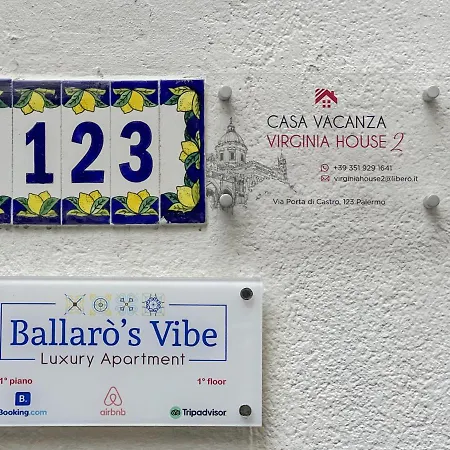 123
CASA VACANZA
VIRGINIA HOUSE 2
+39 351 929 1641
virginiahouse2@libero.it
Via Porta di Castro, 123 Palermo
Ballarò's Vibe
Luxury Apartment
1° piano
1° floor
B.
Booking.com
airbnb
Tripadvisor